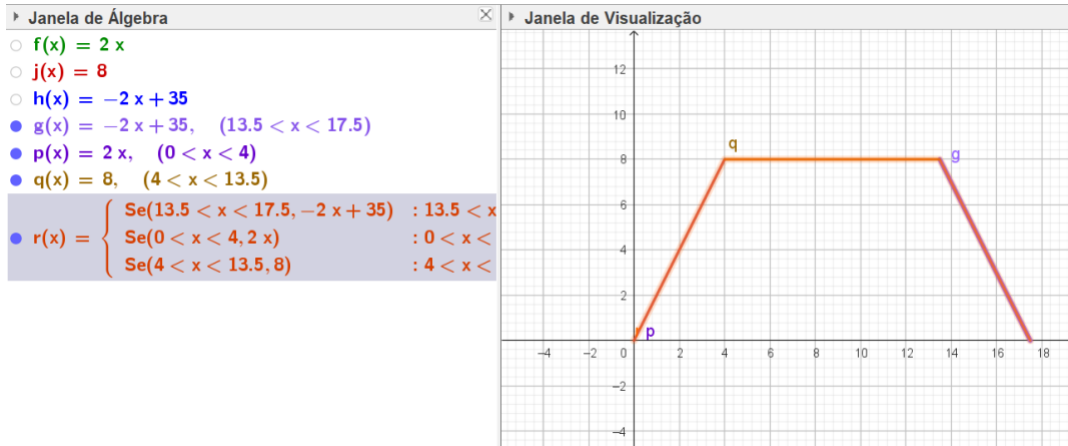 Janela de Álgebra
f(x) = 2 x
j(x) = 8
h(x) = −2 x + 35
g(x) = −2 x + 35, (13.5 < x < 17.5)
p(x) = 2 x, (0 < x < 4)
q(x) = 8, (4 < x < 13.5)
Se(13.5 < x < 17.5, −2 x + 35) : 13.5 < x
r(x) = { Se(0 < x < 4, 2 x) : 0 < x <
Se(4 < x < 13.5, 8) : 4 < x <
Janela de Visualização
12
10
q
8
g
6
4
2
p
−4 −2 0 2 4 6 8 10 12 14 16 18
−2
−4